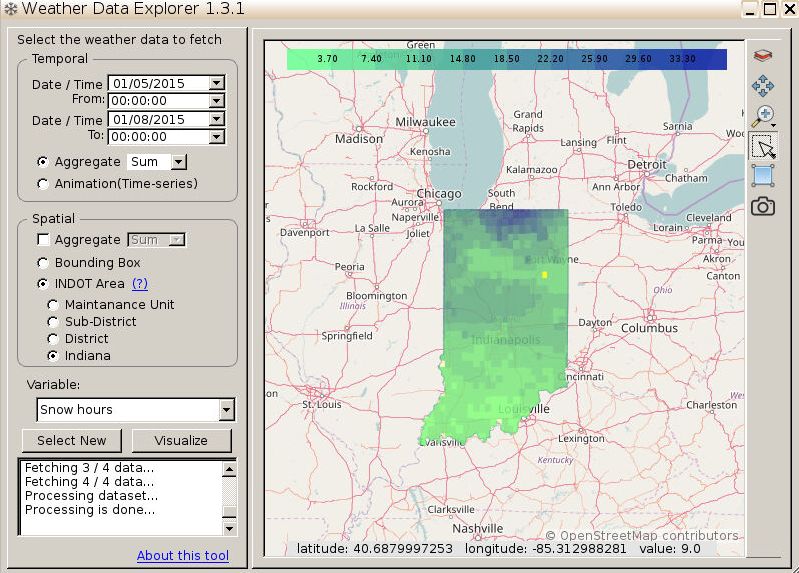 Weather Data Explorer 1.3.1
Select the weather data to fetch
Temporal
Date / Time From: 01/05/2015
00:00:00
Date / Time To: 01/08/2015
00:00:00
Aggregate Sum
Animation(Time-series)
Spatial
Aggregate Sum
Bounding Box
INDOT Area (?)
Maintanance Unit
Sub-District
District
Indiana
Variable:
Snow hours
Select New Visualize
Fetching 3 / 4 data...
Fetching 4 / 4 data...
Processing dataset...
Processing is done...
About this tool
Green
3.70 7.40 11.10 14.80 18.50 22.20 25.90 29.60 33.30
Milwaukee
Madison
Kenosha
Grand Rapids
Lansing
Flint
Sarnia
Rockford
Kalamazoo
Detroit
Chatham
Ann Arbor
Chicago
Aurora
Naperville
Joliet
South Bend
Toledo
Lorain
Cleveland
Parma
You
Akron
Canton
Davenport
La Salle
Fort Wayne
Peoria
Bloomington
Illinois
Ohio
Springfield
Indianapolis
Dayton
Columbus
Cincinnati
St. Louis
Louisville
Evansville
Charleston
Lexington
Kentucky
Clarksville
Nashville
© OpenStreetMap contributors
latitude: 40.6879997253 longitude: -85.312988281 value: 9.0